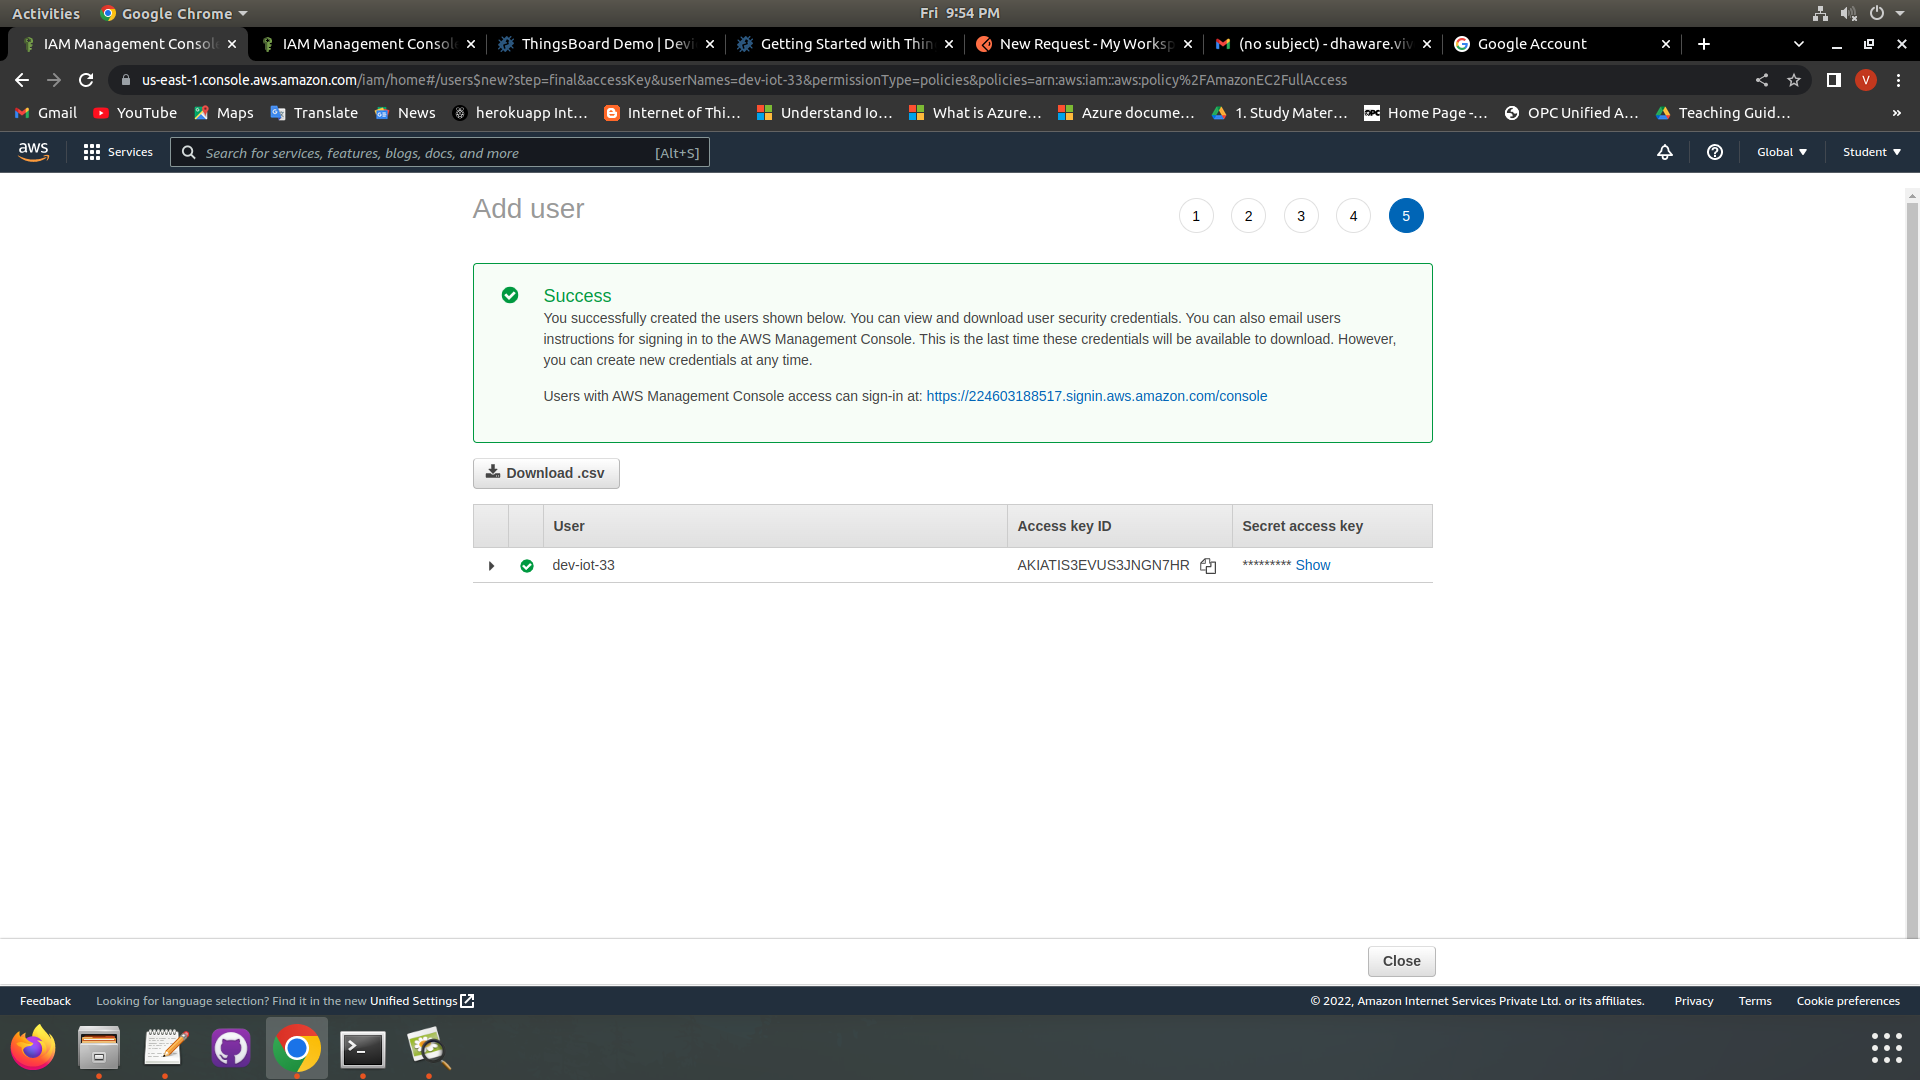 Activities
Google Chrome
Fri 9:54 PM
IAM Management Consol
IAM Management Console
ThingsBoard Demo | Devi
Getting Started with Thin
New Request - My Worksp
(no subject) - dhaware.viv
Google Account
us-east-1.console.aws.amazon.com/iam/home#/users$new?step=final&accessKey&userNames=dev-iot-33&permissionType=policies&policies=arn:aws:iam::aws:policy%2FAmazonEC2FullAccess
V
Gmail
YouTube
Maps
Translate
News
herokuapp Int…
Internet of Thi…
Understand Io…
What is Azure…
Azure docume…
1. Study Mater…
Home Page -…
OPC Unified A…
Teaching Guid…
»
aws
Services
Search for services, features, blogs, docs, and more
[Alt+S]
Global
Student
Add user
1
2
3
4
5
Success
You successfully created the users shown below. You can view and download user security credentials. You can also email users
instructions for signing in to the AWS Management Console. This is the last time these credentials will be available to download. However,
you can create new credentials at any time.
Users with AWS Management Console access can sign-in at: https://224603188517.signin.aws.amazon.com/console
Download .csv
User
Access key ID
Secret access key
dev-iot-33
AKIATIS3EVUS3JNGN7HR
********* Show
Close
Feedback
Looking for language selection? Find it in the new Unified Settings
© 2022, Amazon Internet Services Private Ltd. or its affiliates.
Privacy
Terms
Cookie preferences